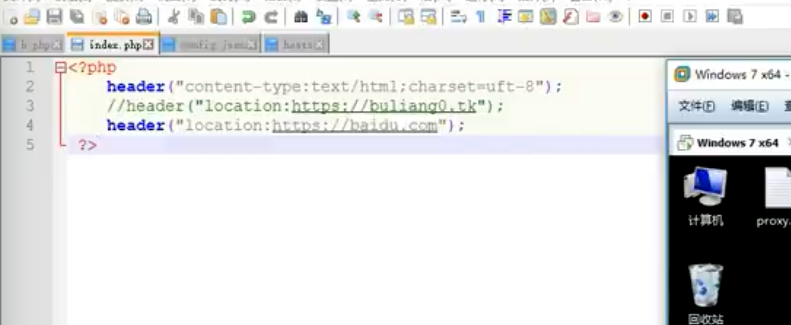 b.php
index.php
config.json
hosts
1 <?php
2 header("content-type:text/html;charset=uft-8");
3 //header("location:https://buliang0.tk");
4 header("location:https://baidu.com");
5 ?>
Windows 7 x64 -
文件(F) 编辑(E)
Windows 7 x64
计算机
proxy.
回收站